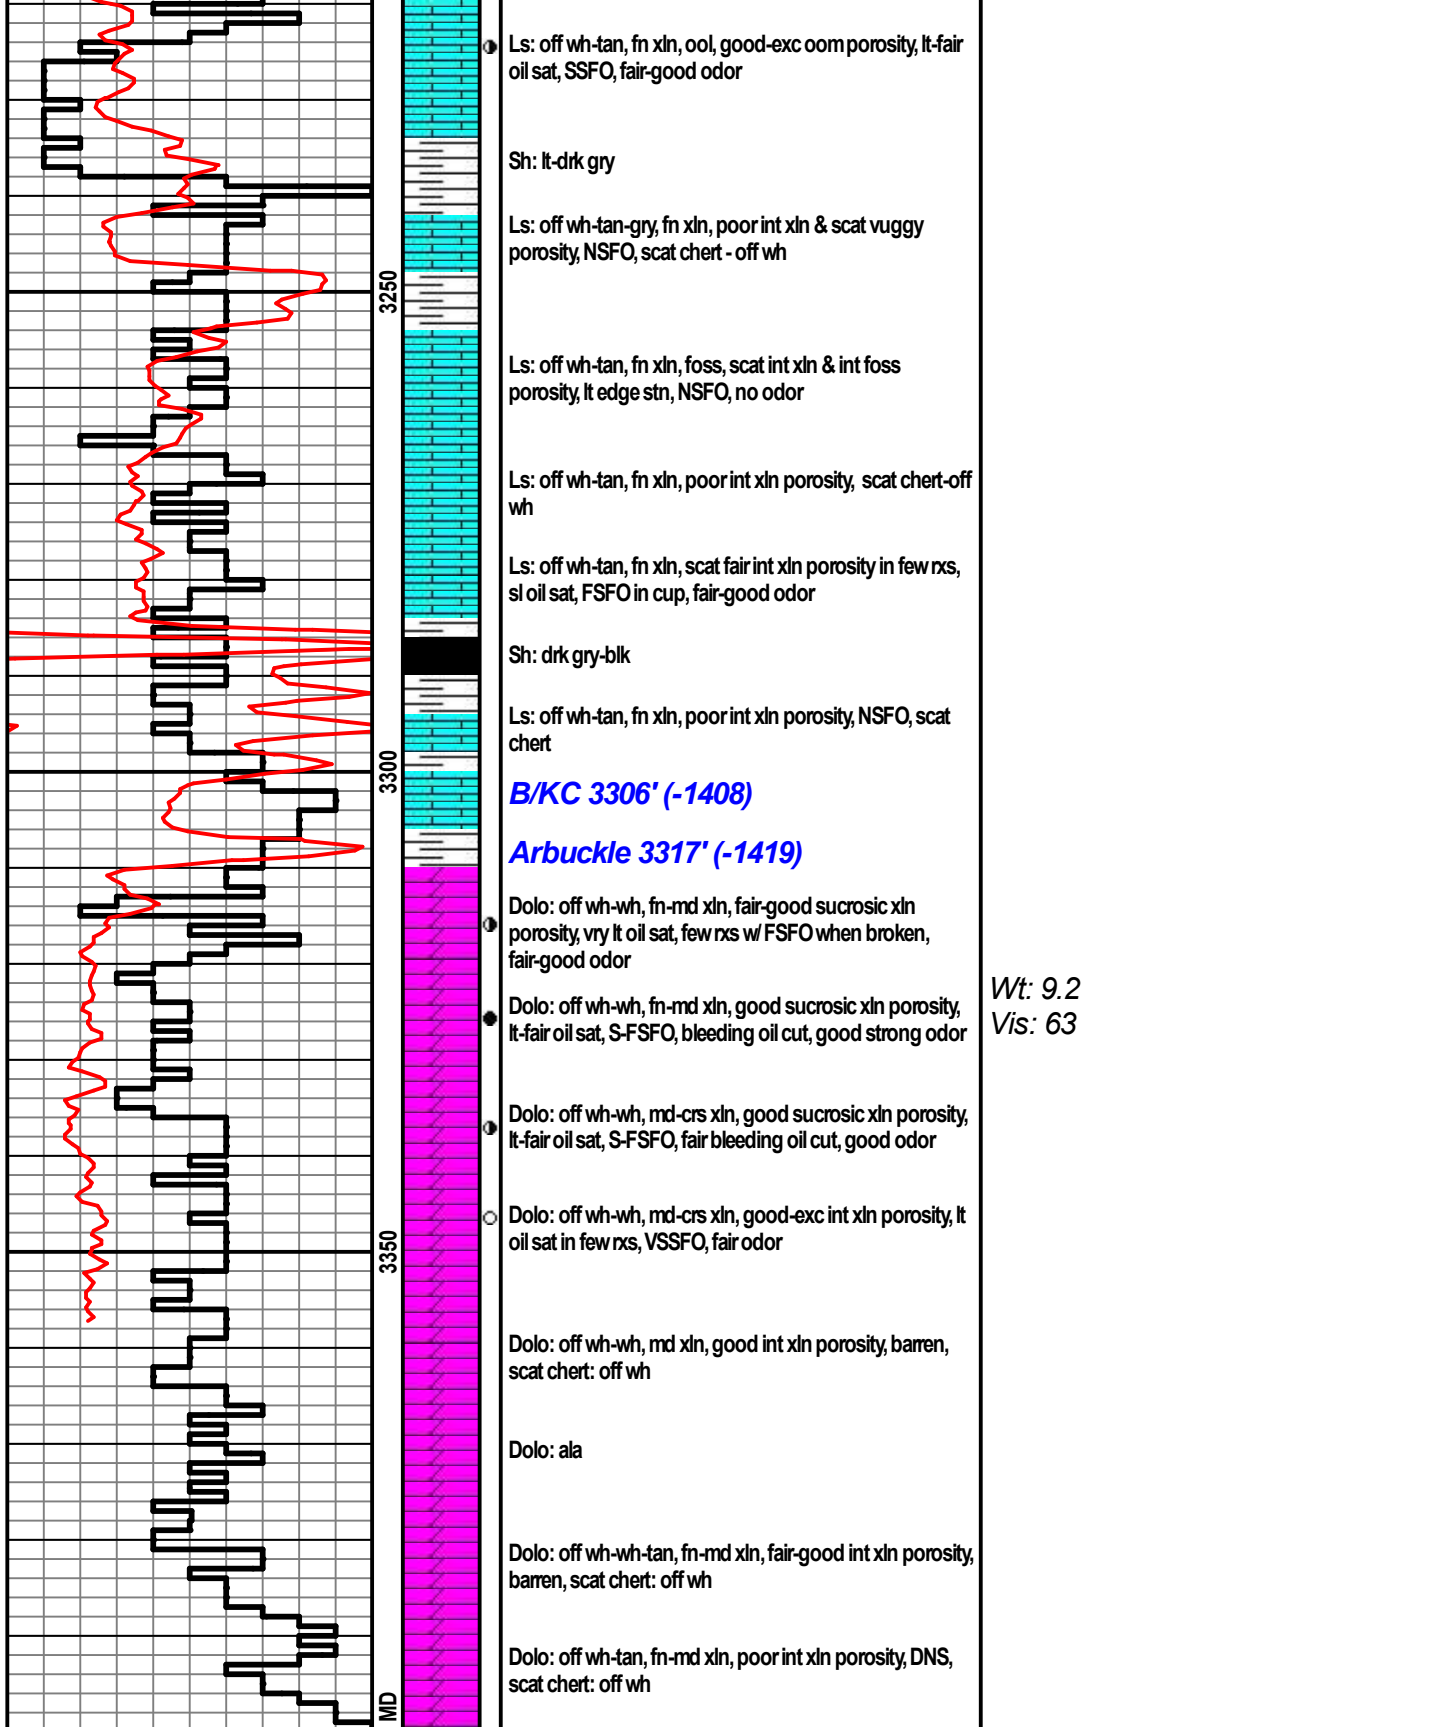 Ls: off wh-tan, fn xln, ool, good-exc oom porosity, lt-fair
oil sat, SSFO, fair-good odor
Sh: lt-drk gry
Ls: off wh-tan-gry, fn xln, poor int xln & scat vuggy
porosity, NSFO, scat chert - off wh
3250
Ls: off wh-tan, fn xln, foss, scat int xln & int foss
porosity, lt edge stn, NSFO, no odor
Ls: off wh-tan, fn xln, poor int xln porosity, scat chert-off
wh
Ls: off wh-tan, fn xln, scat fair int xln porosity in few rxs,
sl oil sat, FSFO in cup, fair-good odor
Sh: drk gry-blk
Ls: off wh-tan, fn xln, poor int xln porosity, NSFO, scat
chert
3300
B/KC 3306' (-1408)
Arbuckle 3317' (-1419)
Dolo: off wh-wh, fn-md xln, fair-good sucrosic xln
porosity, vry lt oil sat, few rxs w/ FSFO when broken,
fair-good odor
Wt: 9.2
Vis: 63
Dolo: off wh-wh, fn-md xln, good sucrosic xln porosity,
lt-fair oil sat, S-FSFO, bleeding oil cut, good strong odor
Dolo: off wh-wh, md-crs xln, good sucrosic xln porosity,
lt-fair oil sat, S-FSFO, fair bleeding oil cut, good odor
Dolo: off wh-wh, md-crs xln, good-exc int xln porosity, lt
oil sat in few rxs, VSSFO, fair odor
3350
Dolo: off wh-wh, md xln, good int xln porosity, barren,
scat chert: off wh
Dolo: ala
Dolo: off wh-wh-tan, fn-md xln, fair-good int xln porosity,
barren, scat chert: off wh
Dolo: off wh-tan, fn-md xln, poor int xln porosity, DNS,
scat chert: off wh
MD